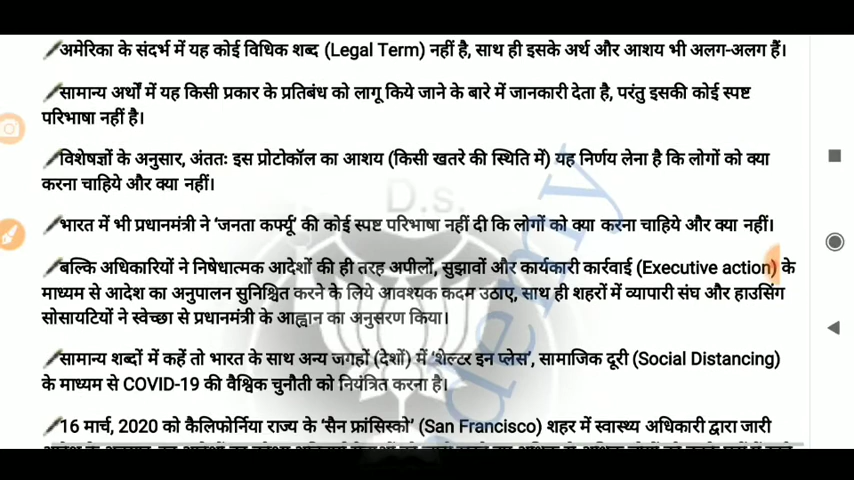 अमेरिका के संदर्भ में यह कोई विधिक शब्द (Legal Term) नहीं है, साथ ही इसके अर्थ और आशय भी अलग-अलग हैं।
सामान्य अर्थों में यह किसी प्रकार के प्रतिबंध को लागू किये जाने के बारे में जानकारी देता है, परंतु इसकी कोई स्पष्ट
परिभाषा नहीं है।
विशेषज्ञों के अनुसार, अंततः इस प्रोटोकॉल का आशय (किसी खतरे की स्थिति में) यह निर्णय लेना है कि लोगों को क्या
करना चाहिये और क्या नहीं।
D.s.
भारत में भी प्रधानमंत्री ने ‘जनता कर्फ्यू’ की कोई स्पष्ट परिभाषा नहीं दी कि लोगों को क्या करना चाहिये और क्या नहीं।
बल्कि अधिकारियों ने निषेधात्मक आदेशों की ही तरह अपीलों, सुझावों और कार्यकारी कार्रवाई (Executive action) के
माध्यम से आदेश का अनुपालन सुनिश्चित करने के लिये आवश्यक कदम उठाए, साथ ही शहरों में व्यापारी संघ और हाउसिंग
सोसायटियों ने स्वेच्छा से प्रधानमंत्री के आह्वान का अनुसरण किया।
सामान्य शब्दों में कहें तो भारत के साथ अन्य जगहों (देशों) में ‘शेल्टर इन प्लेस’, सामाजिक दूरी (Social Distancing)
के माध्यम से COVID-19 की वैश्विक चुनौती को नियंत्रित करना है।
16 मार्च, 2020 को कैलिफोर्निया राज्य के ‘सैन फ्रांसिस्को’ (San Francisco) शहर में स्वास्थ्य अधिकारी द्वारा जारी